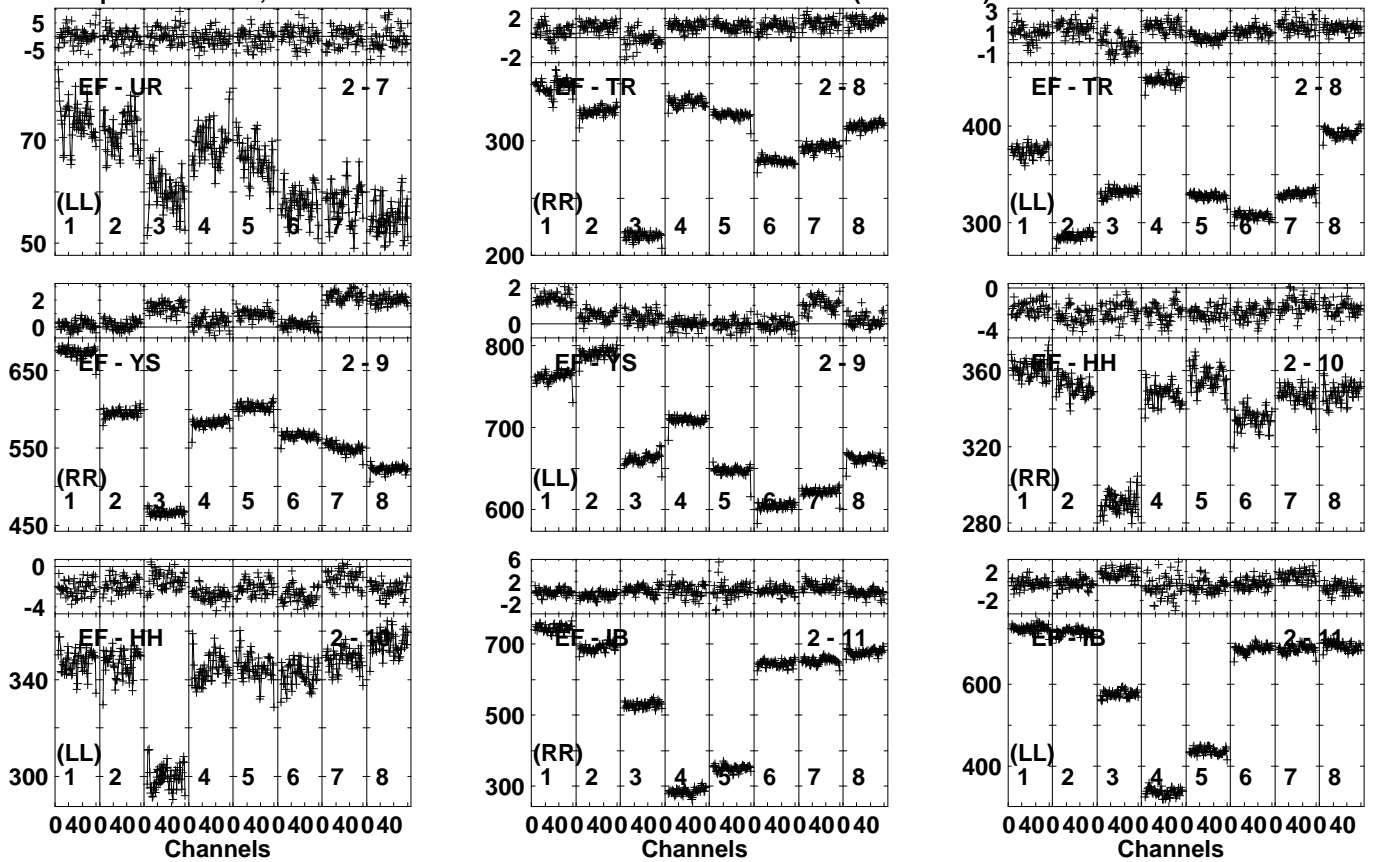 5
-5
EF - UR 2 - 7
70
50
(LL)
1 2 3 4 5 6 7 8
2
-2
EF - TR 2 - 8
300
200
(RR)
1 2 3 4 5 6 7 8
3
1
-1
EF - TR 2 - 8
400
300
(LL)
1 2 3 4 5 6 7 8
2
0
EF - YS 2 - 9
650
550
450
(RR)
1 2 3 4 5 6 7 8
2
0
EF - YS 2 - 9
800
700
600
(LL)
1 2 3 4 5 6 7 8
0
-4
EF - HH 2 - 10
360
320
280
(RR)
1 2 3 4 5 6 7 8
0
-4
EF - HH 2 - 10
340
300
(LL)
1 2 3 4 5 6 7 8
0 40 0 40 0 40 0 40 0 40 0 40 0 40 0 40
Channels
6
2
-2
EF - IB 2 - 11
700
500
300
(RR)
1 2 3 4 5 6 7 8
0 40 0 40 0 40 0 40 0 40 0 40 0 40 0 40
Channels
2
-2
EF - IB 2 - 11
600
400
(LL)
1 2 3 4 5 6 7 8
0 40 0 40 0 40 0 40 0 40 0 40 0 40 0 40
Channels